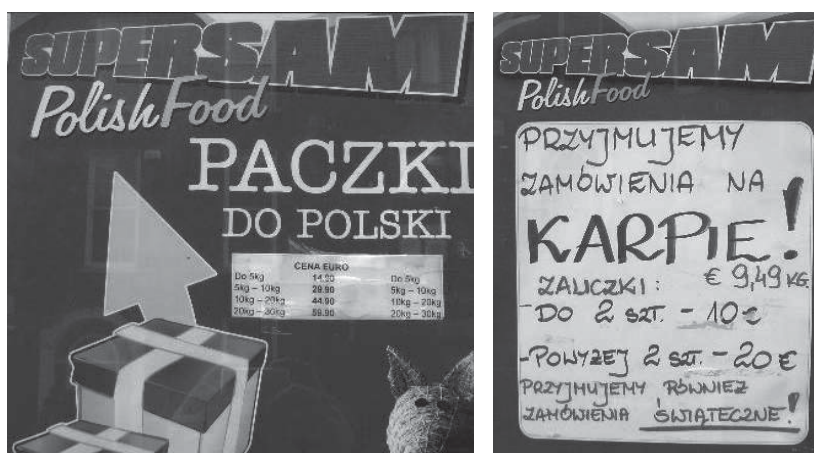 SUPERSAM
Polish Food
PACZKI
DO POLSKI
CENA EURO
Do 5kg 14.90 Do 5kg
5kg – 10kg 29.90 5kg – 10kg
10kg – 20kg 44.90 10kg – 20kg
20kg – 30kg 59.90 20kg – 30kg
SUPERSAM
Polish Food
PRZYJMUJEMY
ZAMÓWIENIA NA
KARPIE!
ZALICZKI: € 9,49 KG.
-DO 2 SZT. - 10€
-POWYZEJ 2 SZT. - 20€
PRZYJMUJEMY RÓWNIEZ
ZAMÓWIENIA ŚWIĄTECZNE!